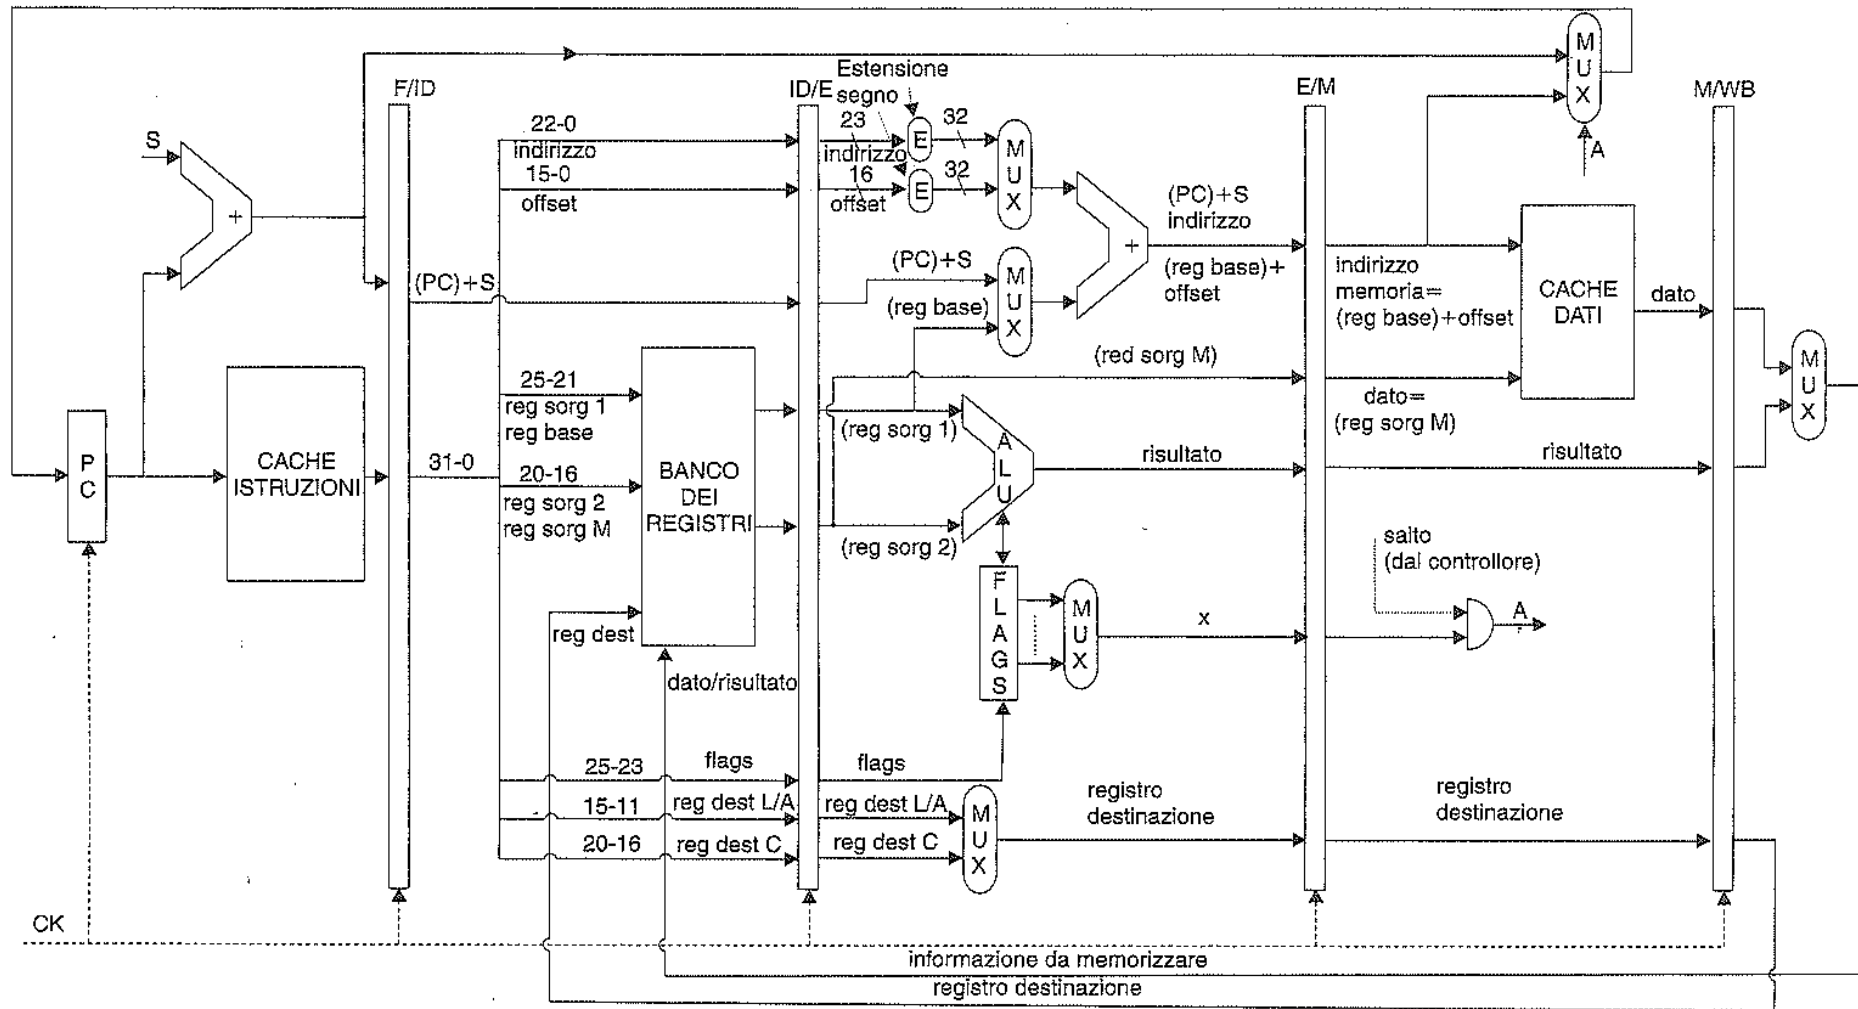 M
U
X
A
F/ID
ID/E
Estensione
segno
E/M
M/WB
S
+
22-0
indirizzo
15-0
offset
23
indirizzo
16
offset
E
32
E
32
M
U
X
(PC)+S
(PC)+S
(reg base)
M
U
X
+
(PC)+S
indirizzo
(reg base)+
offset
indirizzo
memoria=
(reg base)+offset
CACHE
DATI
dato
M
U
X
P
C
CACHE
ISTRUZIONI
31-0
25-21
reg sorg 1
reg base
20-16
reg sorg 2
reg sorg M
BANCO
DEI
REGISTRI
reg dest
dato/risultato
(red sorg M)
(reg sorg 1)
(reg sorg 2)
A
L
U
risultato
dato=
(reg sorg M)
risultato
F
L
A
G
S
M
U
X
x
salto
(dal controllore)
A
25-23
flags
flags
15-11
reg dest L/A
reg dest L/A
20-16
reg dest C
reg dest C
M
U
X
registro
destinazione
registro
destinazione
CK
informazione da memorizzare
registro destinazione